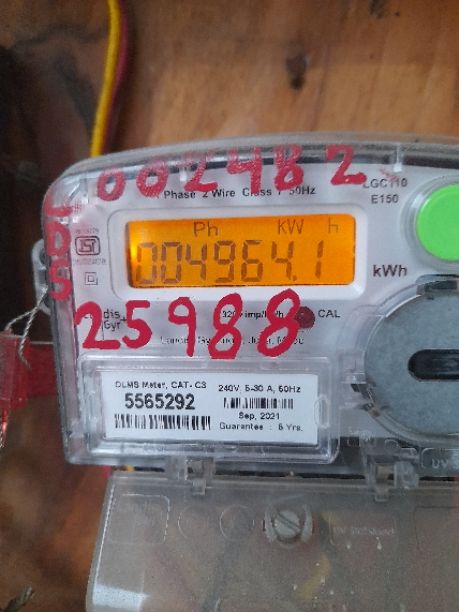 002482
Phase 2 Wire Class 1 50Hz
LGC110
E150
Ph kW h
004964.1
kWh
Gyr
imp/kWh
CAL
25988
DLMS Meter, CAT- C3
5565292
240V, 5-30 A, 50Hz
Sep, 2021
Guarantee : 5 Yrs.